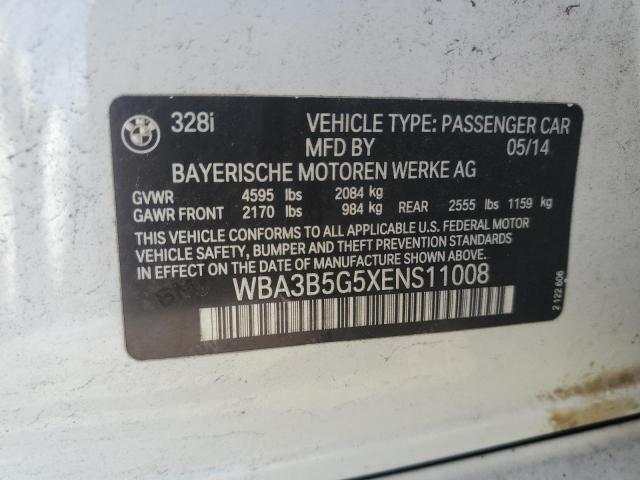 BMW
328i VEHICLE TYPE: PASSENGER CAR
MFD BY 05/14
BAYERISCHE MOTOREN WERKE AG
GVWR 4595 lbs 2084 kg
GAWR FRONT 2170 lbs 984 kg REAR 2555 lbs 1159 kg
THIS VEHICLE CONFORMS TO ALL APPLICABLE U.S. FEDERAL MOTOR
VEHICLE SAFETY, BUMPER AND THEFT PREVENTION STANDARDS
IN EFFECT ON THE DATE OF MANUFACTURE SHOWN ABOVE.
WBA3B5G5XENS11008
2 122 606